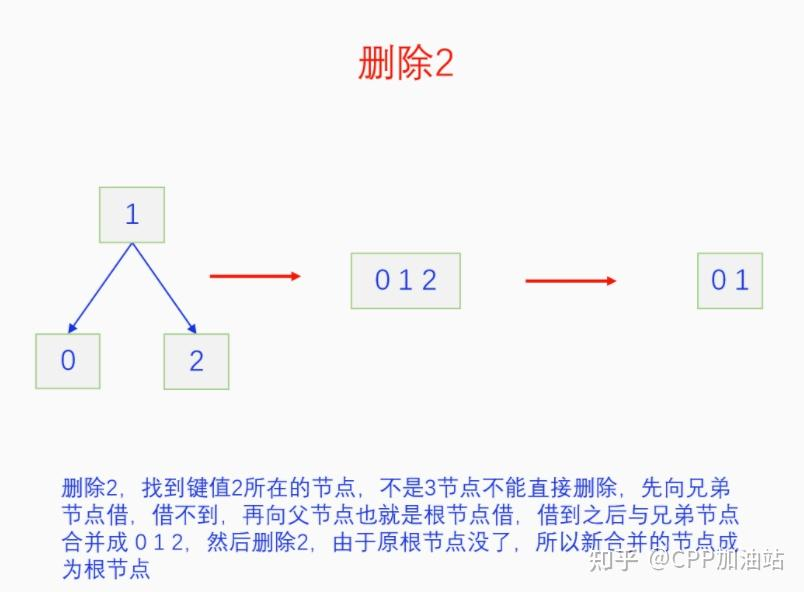 删除2
1
0 1 2
0 1
0
2
删除2，找到键值2所在的节点，不是3节点不能直接删除，先向兄弟
节点借，借不到，再向父节点也就是根节点借，借到之后与兄弟节点
合并成 0 1 2，然后删除2，由于原根节点没了，所以新合并的节点成
为根节点
知乎 @CPP加油站